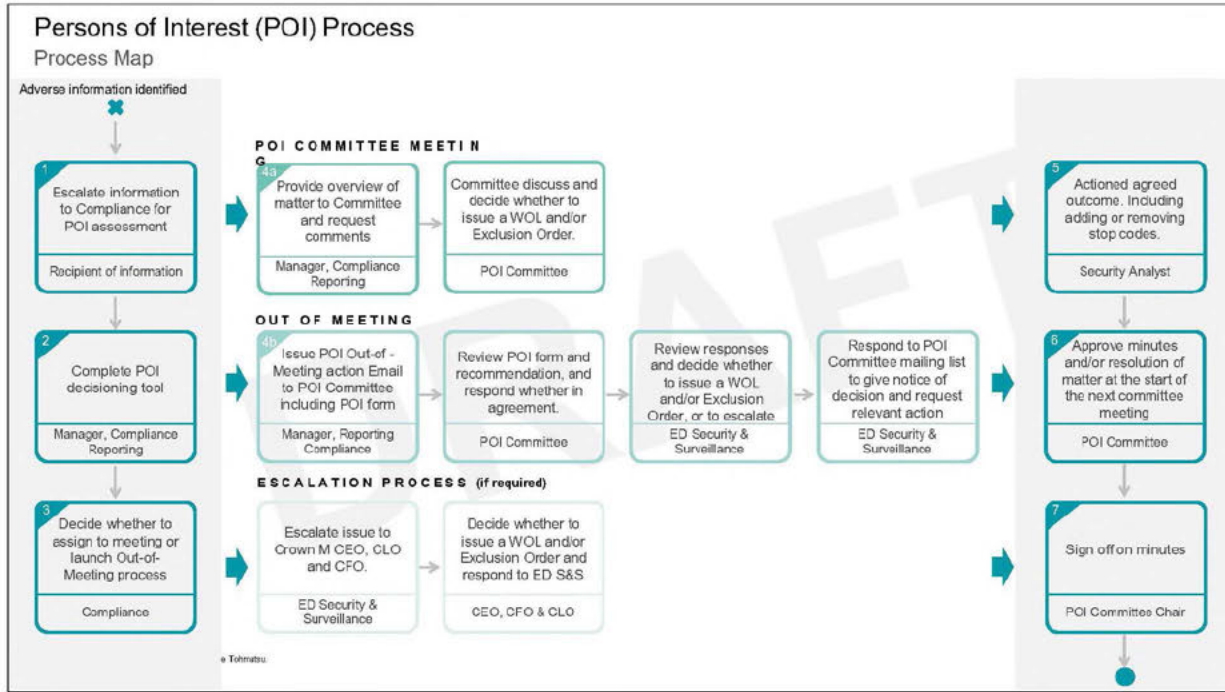 Persons of Interest (POI) Process
Process Map
Adverse information identified
1
Escalate information
to Compliance for
POI assessment
Recipient of information
2
Complete POI
decisioning tool
Manager, Compliance
Reporting
3
Decide whether to
assign to meeting or
launch Out-of-
Meeting process
Compliance
POI COMMITTEE MEETIN
G
4a
Provide overview of
matter to Committee
and request
comments
Manager, Compliance
Reporting
Committee discuss and
decide whether to
issue a WOL and/or
Exclusion Order.
POI Committee
OUT OF MEETING
4b
Issue POI Out-of -
Meeting action Email
to POI Committee
including POI form
Manager, Reporting
Compliance
Review POI form and
recommendation, and
respond whether in
agreement.
POI Committee
Review responses
and decide whether
to issue a WOL
and/or Exclusion
Order, or to escalate
ED Security &
Surveillance
Respond to POI
Committee mailing list
to give notice of
decision and request
relevant action
ED Security &
Surveillance
ESCALATION PROCESS (if required)
Escalate issue to
Crown M CEO, CLO
and CFO.
ED Security &
Surveillance
Decide whether to
issue a WOL and/or
Exclusion Order and
respond to ED S&S
CEO, CFO & CLO
5
Actioned agreed
outcome. Including
adding or removing
stop codes.
Security Analyst
6
Approve minutes
and/or resolution of
matter at the start of
the next committee
meeting
POI Committee
7
Sign off on minutes
POI Committee Chair
e Tohmatsu.
DRAFT